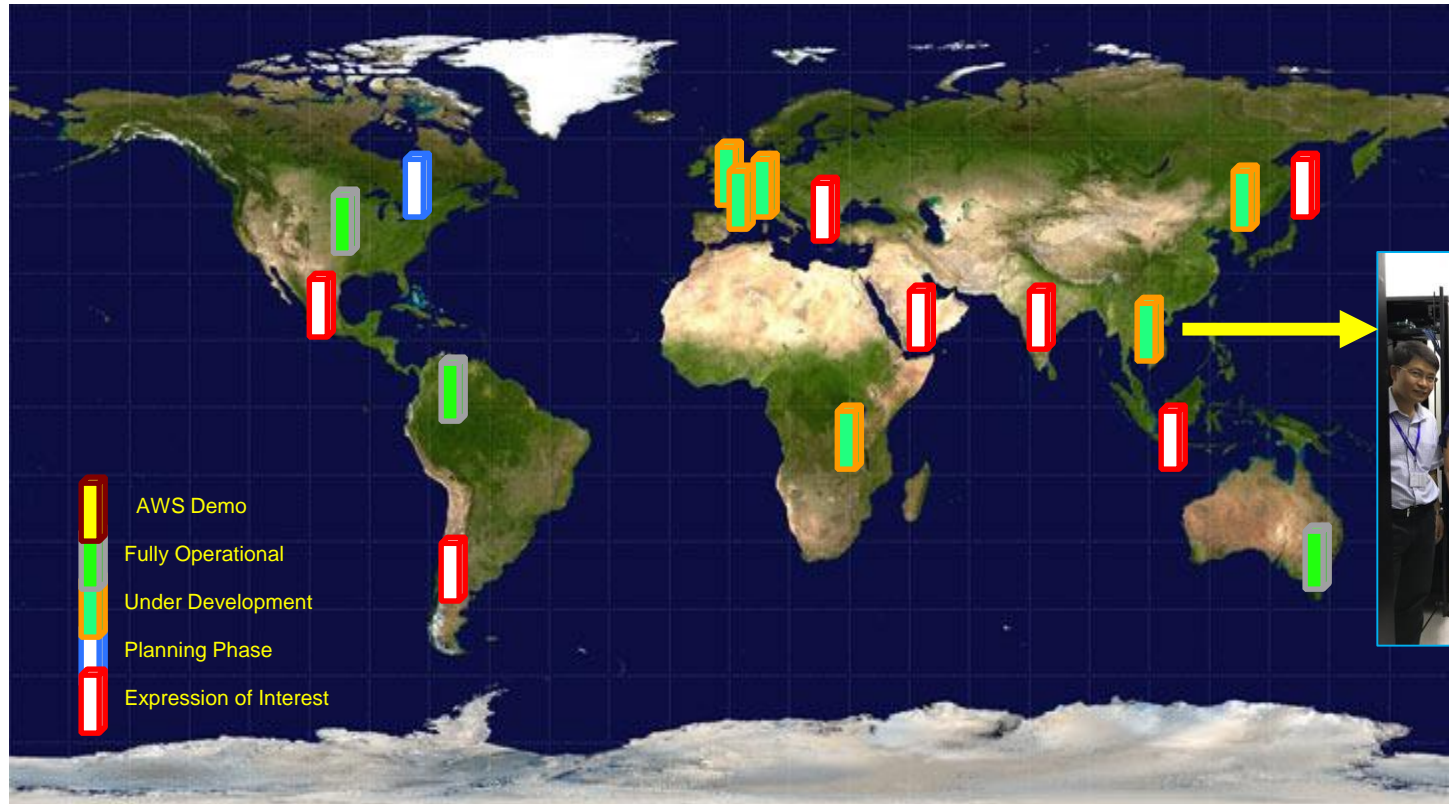 AWS Demo
Fully Operational
Under Development
Planning Phase
Expression of Interest